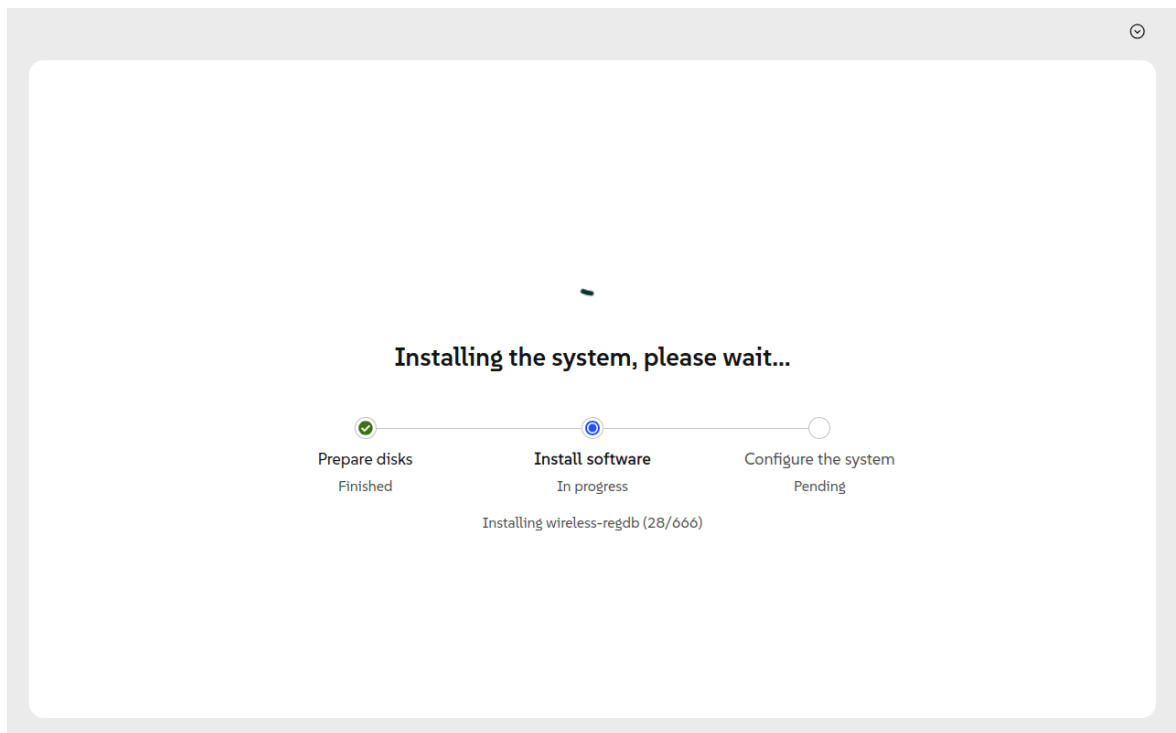 Installing the system, please wait...
Prepare disks
Finished
Install software
In progress
Installing wireless-regdb (28/666)
Configure the system
Pending